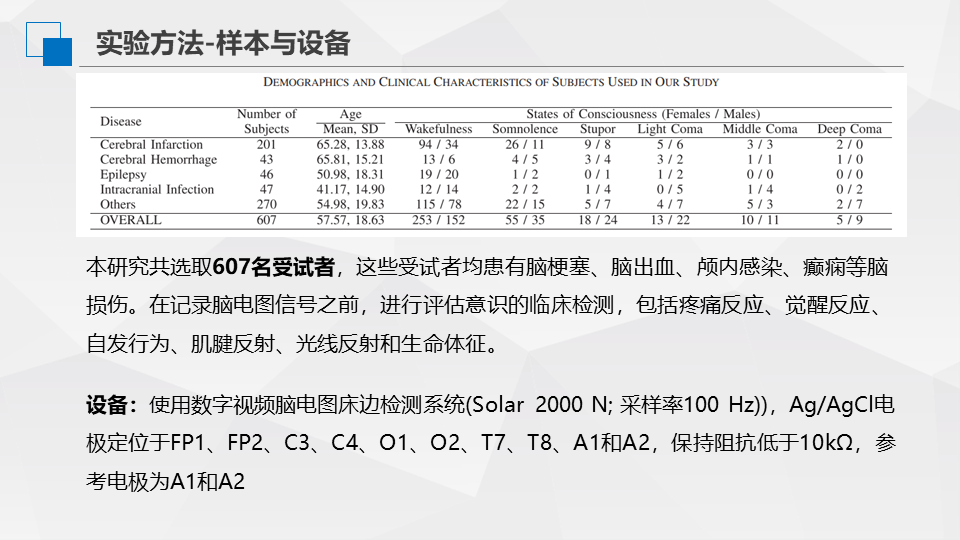 实验方法-样本与设备
DEMOGRAPHICS AND CLINICAL CHARACTERISTICS OF SUBJECTS USED IN OUR STUDY
Disease Number of Subjects Age States of Consciousness (Females / Males)
Mean, SD Wakefulness Somnolence Stupor Light Coma Middle Coma Deep Coma
Cerebral Infarction 201 65.28, 13.88 94 / 34 26 / 11 9 / 8 5 / 6 3 / 3 2 / 0
Cerebral Hemorrhage 43 65.81, 15.21 13 / 6 4 / 5 3 / 4 3 / 2 1 / 1 1 / 0
Epilepsy 46 50.98, 18.31 19 / 20 1 / 2 0 / 1 1 / 2 0 / 0 0 / 0
Intracranial Infection 47 41.17, 14.90 12 / 14 2 / 2 1 / 4 0 / 5 1 / 4 0 / 2
Others 270 54.98, 19.83 115 / 78 22 / 15 5 / 7 4 / 7 5 / 3 2 / 7
OVERALL 607 57.57, 18.63 253 / 152 55 / 35 18 / 24 13 / 22 10 / 11 5 / 9
本研究共选取607名受试者，这些受试者均患有脑梗塞、脑出血、颅内感染、癫痫等脑
损伤。在记录脑电图信号之前，进行评估意识的临床检测，包括疼痛反应、觉醒反应、
自发行为、肌腱反射、光线反射和生命体征。
设备：使用数字视频脑电图床边检测系统(Solar 2000 N; 采样率100 Hz))，Ag/AgCl电
极定位于FP1、FP2、C3、C4、O1、O2、T7、T8、A1和A2，保持阻抗低于10kΩ，参
考电极为A1和A2